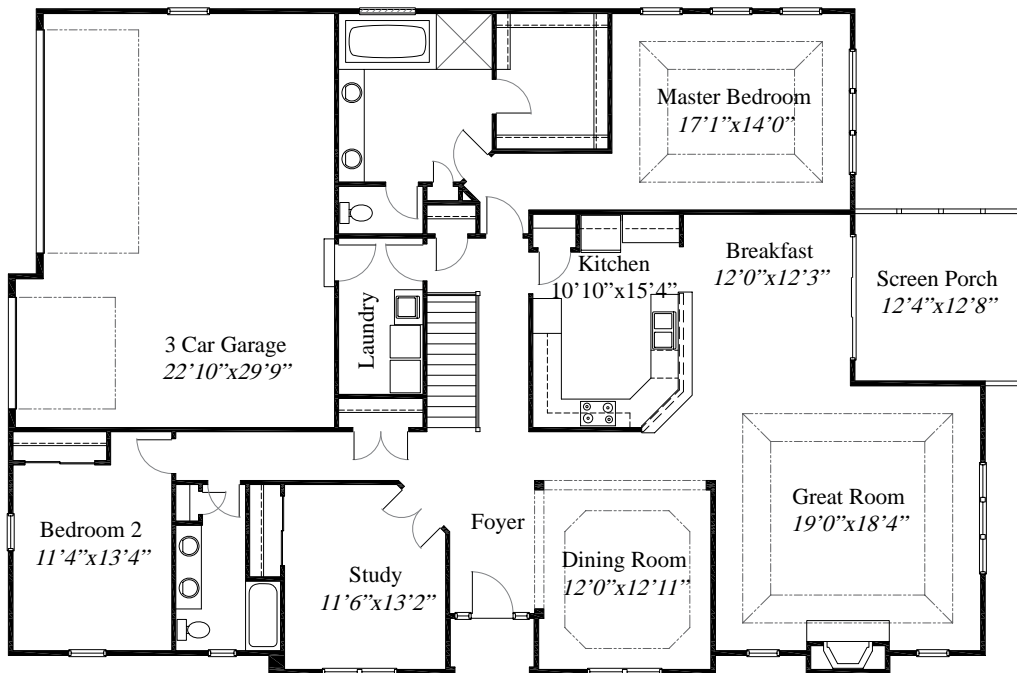 Master Bedroom
17’1”x14’0”
Kitchen
10’10”x15’4”
Breakfast
12’0”x12’3”
Screen Porch
12’4”x12’8”
Laundry
3 Car Garage
22’10”x29’9”
Great Room
19’0”x18’4”
Foyer
Bedroom 2
11’4”x13’4”
Dining Room
12’0”x12’11”
Study
11’6”x13’2”